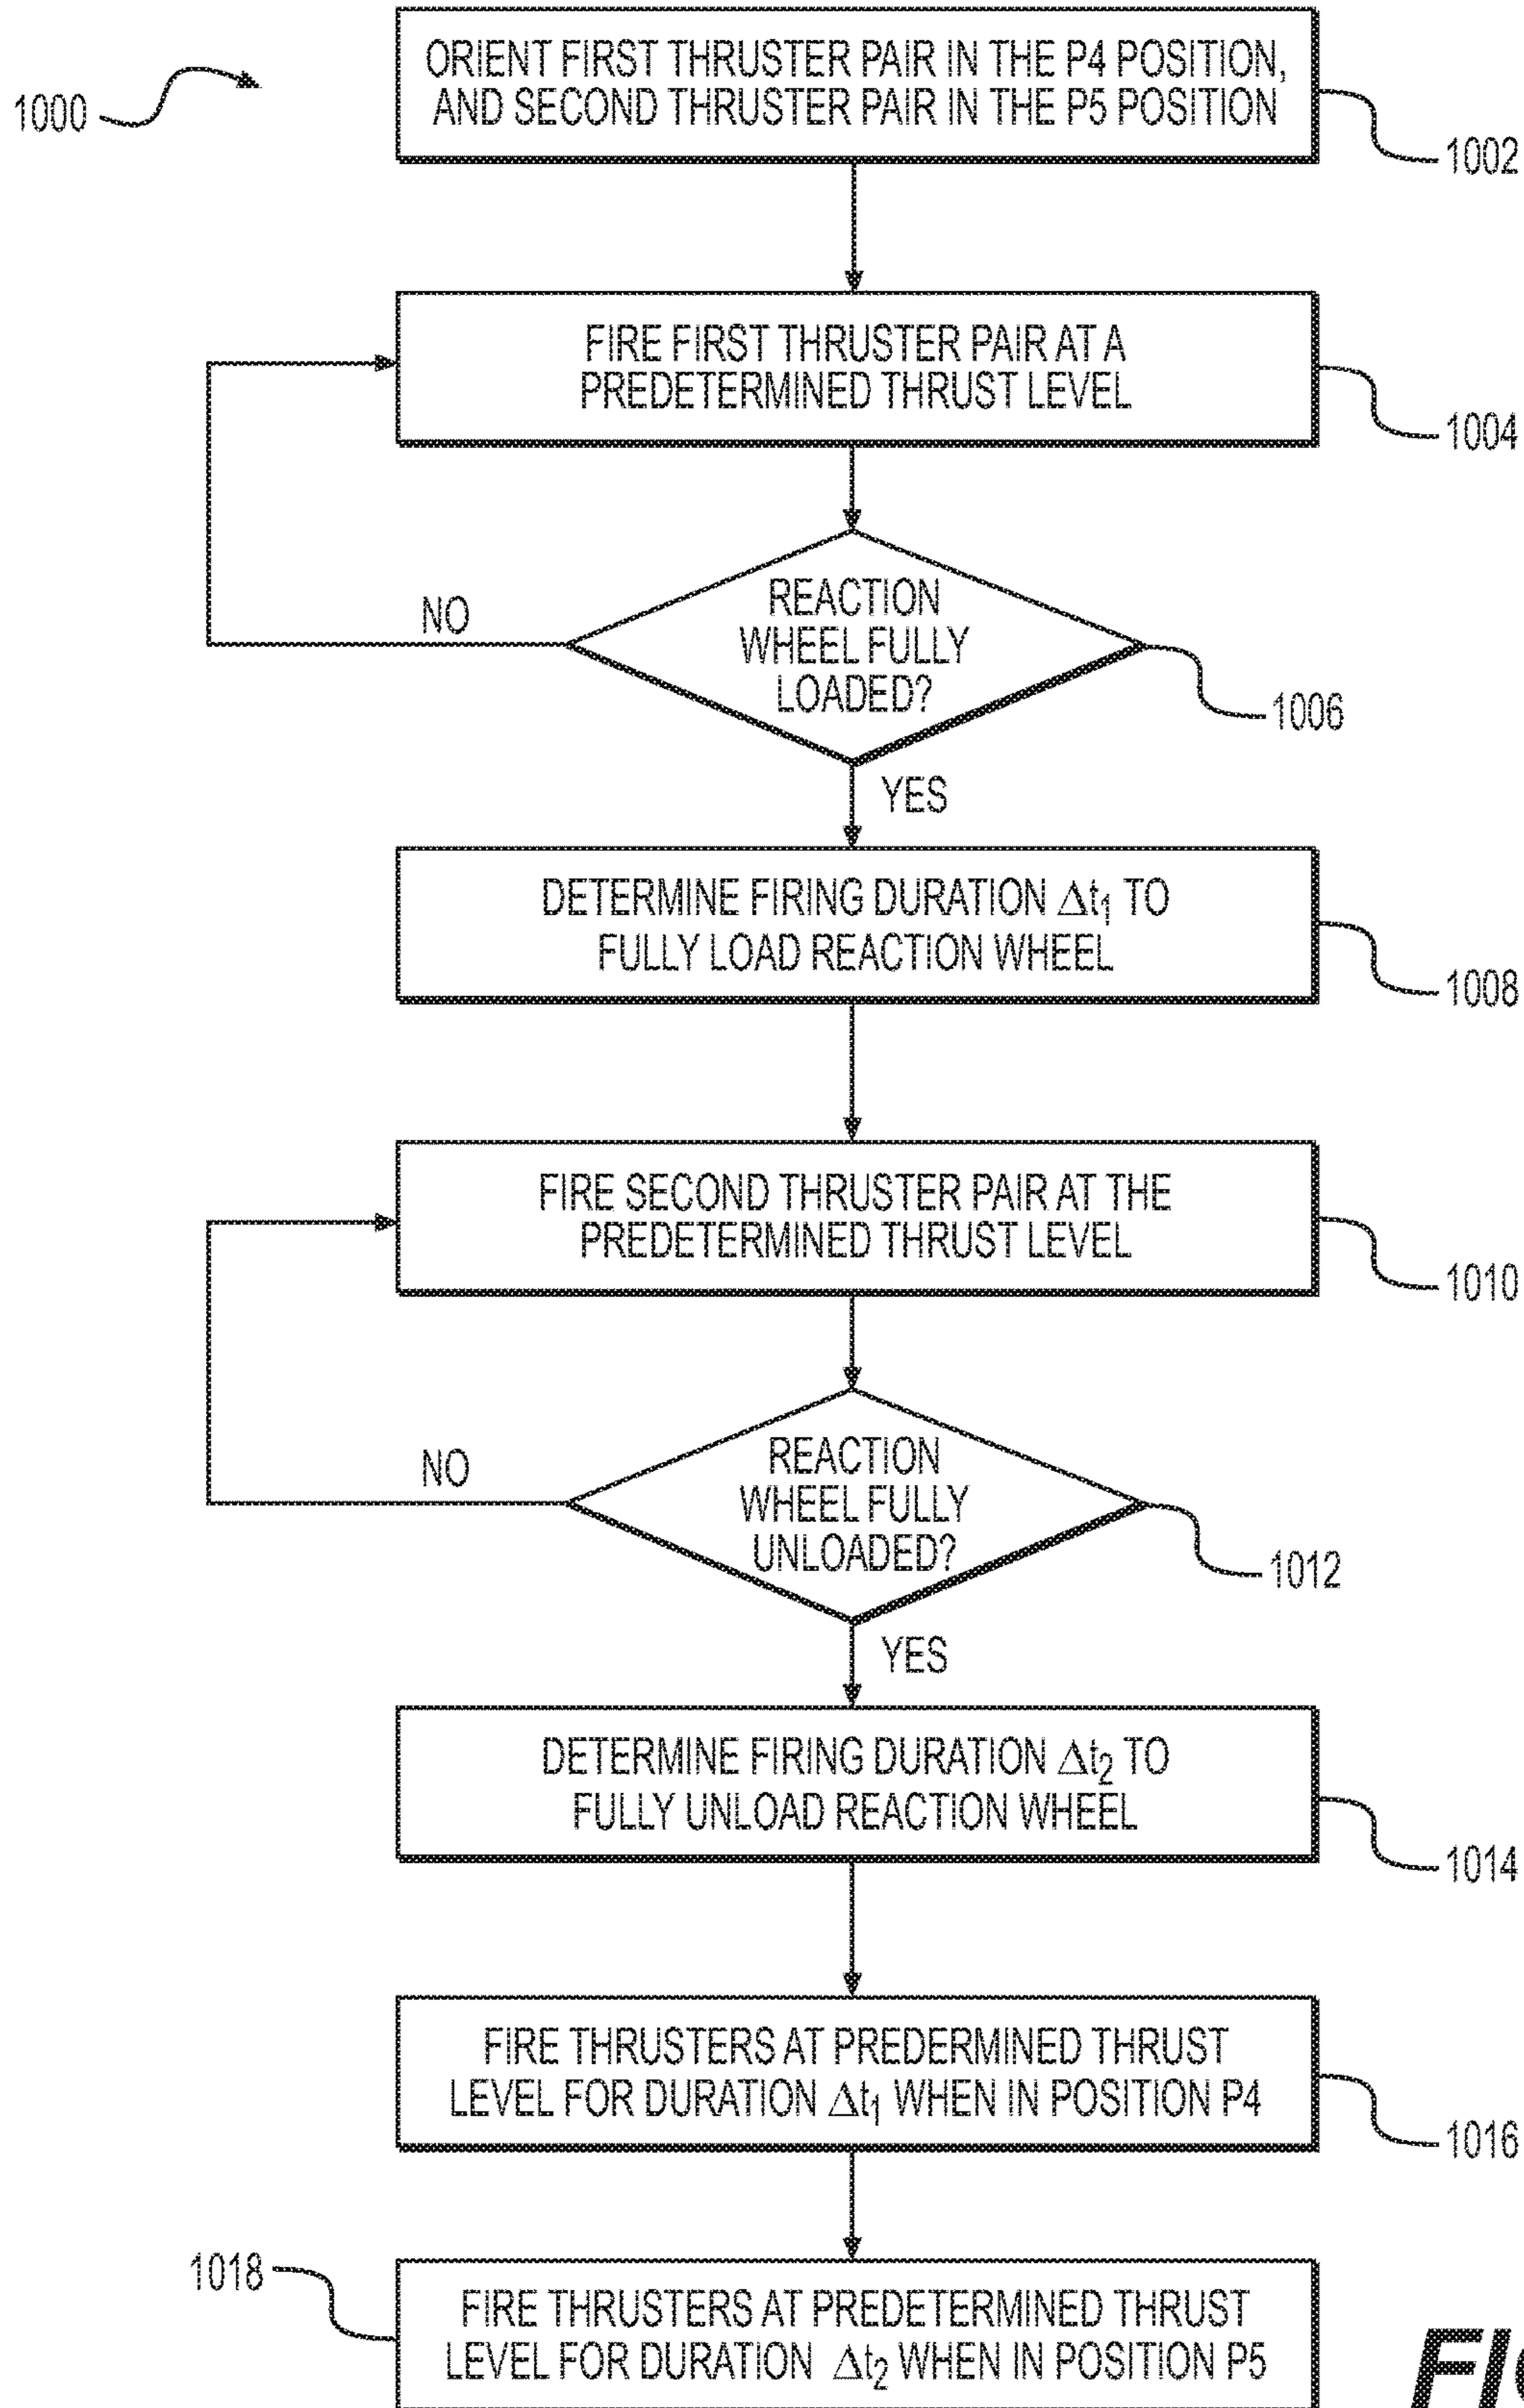 1000
ORIENT FIRST THRUSTER PAIR IN THE P4 POSITION,
AND SECOND THRUSTER PAIR IN THE P5 POSITION
1002
FIRE FIRST THRUSTER PAIR AT A
PREDETERMINED THRUST LEVEL
1004
NO
REACTION
WHEEL FULLY
LOADED?
1006
YES
DETERMINE FIRING DURATION Δt₁ TO
FULLY LOAD REACTION WHEEL
1008
FIRE SECOND THRUSTER PAIR AT THE
PREDETERMINED THRUST LEVEL
1010
NO
REACTION
WHEEL FULLY
UNLOADED?
1012
YES
DETERMINE FIRING DURATION Δt₂ TO
FULLY UNLOAD REACTION WHEEL
1014
FIRE THRUSTERS AT PREDERMINED THRUST
LEVEL FOR DURATION Δt₁ WHEN IN POSITION P4
1016
1018
FIRE THRUSTERS AT PREDETERMINED THRUST
LEVEL FOR DURATION Δt₂ WHEN IN POSITION P5